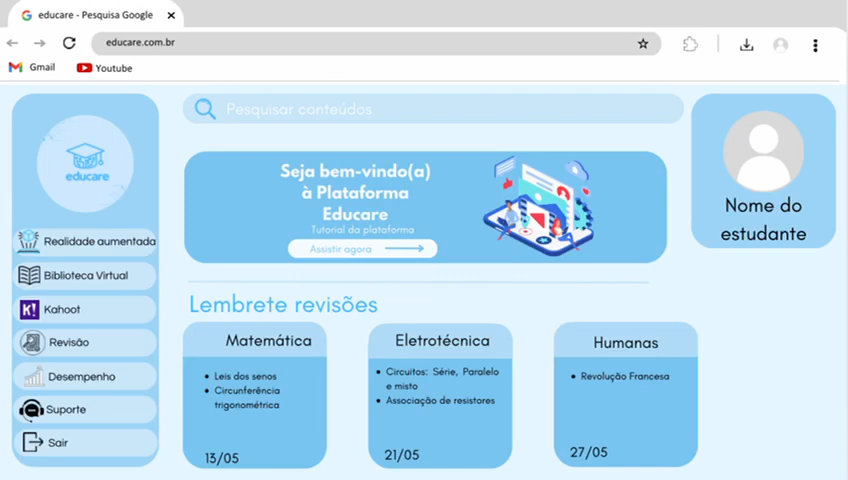 educare - Pesquisa Google
educare.com.br
Gmail
Youtube
educare
Realidade aumentada
Biblioteca Virtual
K! Kahoot
Revisão
Desempenho
Suporte
Sair
Pesquisar conteúdos
Seja bem-vindo(a)
à Plataforma
Educare
Tutorial da plataforma
Assistir agora
Nome do
estudante
Lembrete revisões
Matemática
Leis dos senos
Circunferência
trigonométrica
13/05
Eletrotécnica
Circuitos: Série, Paralelo
e misto
Associação de resistores
21/05
Humanas
Revolução Francesa
27/05